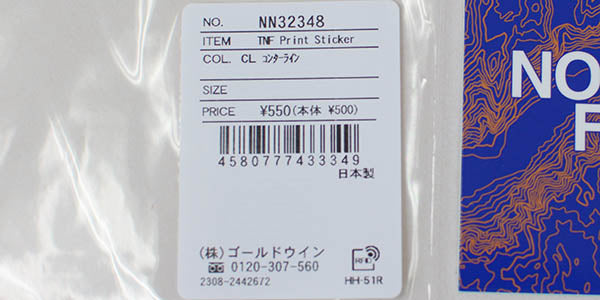 NO. NN32348
ITEM TNF Print Sticker
COL. CL ｺﾝﾀｰﾗｲﾝ
SIZE
PRICE ¥550(本体 ¥500)
4580777433349
日本製
(株)ゴールドウイン
0120-307-560
2308-2442672
RFID
HH-51R
NO
F